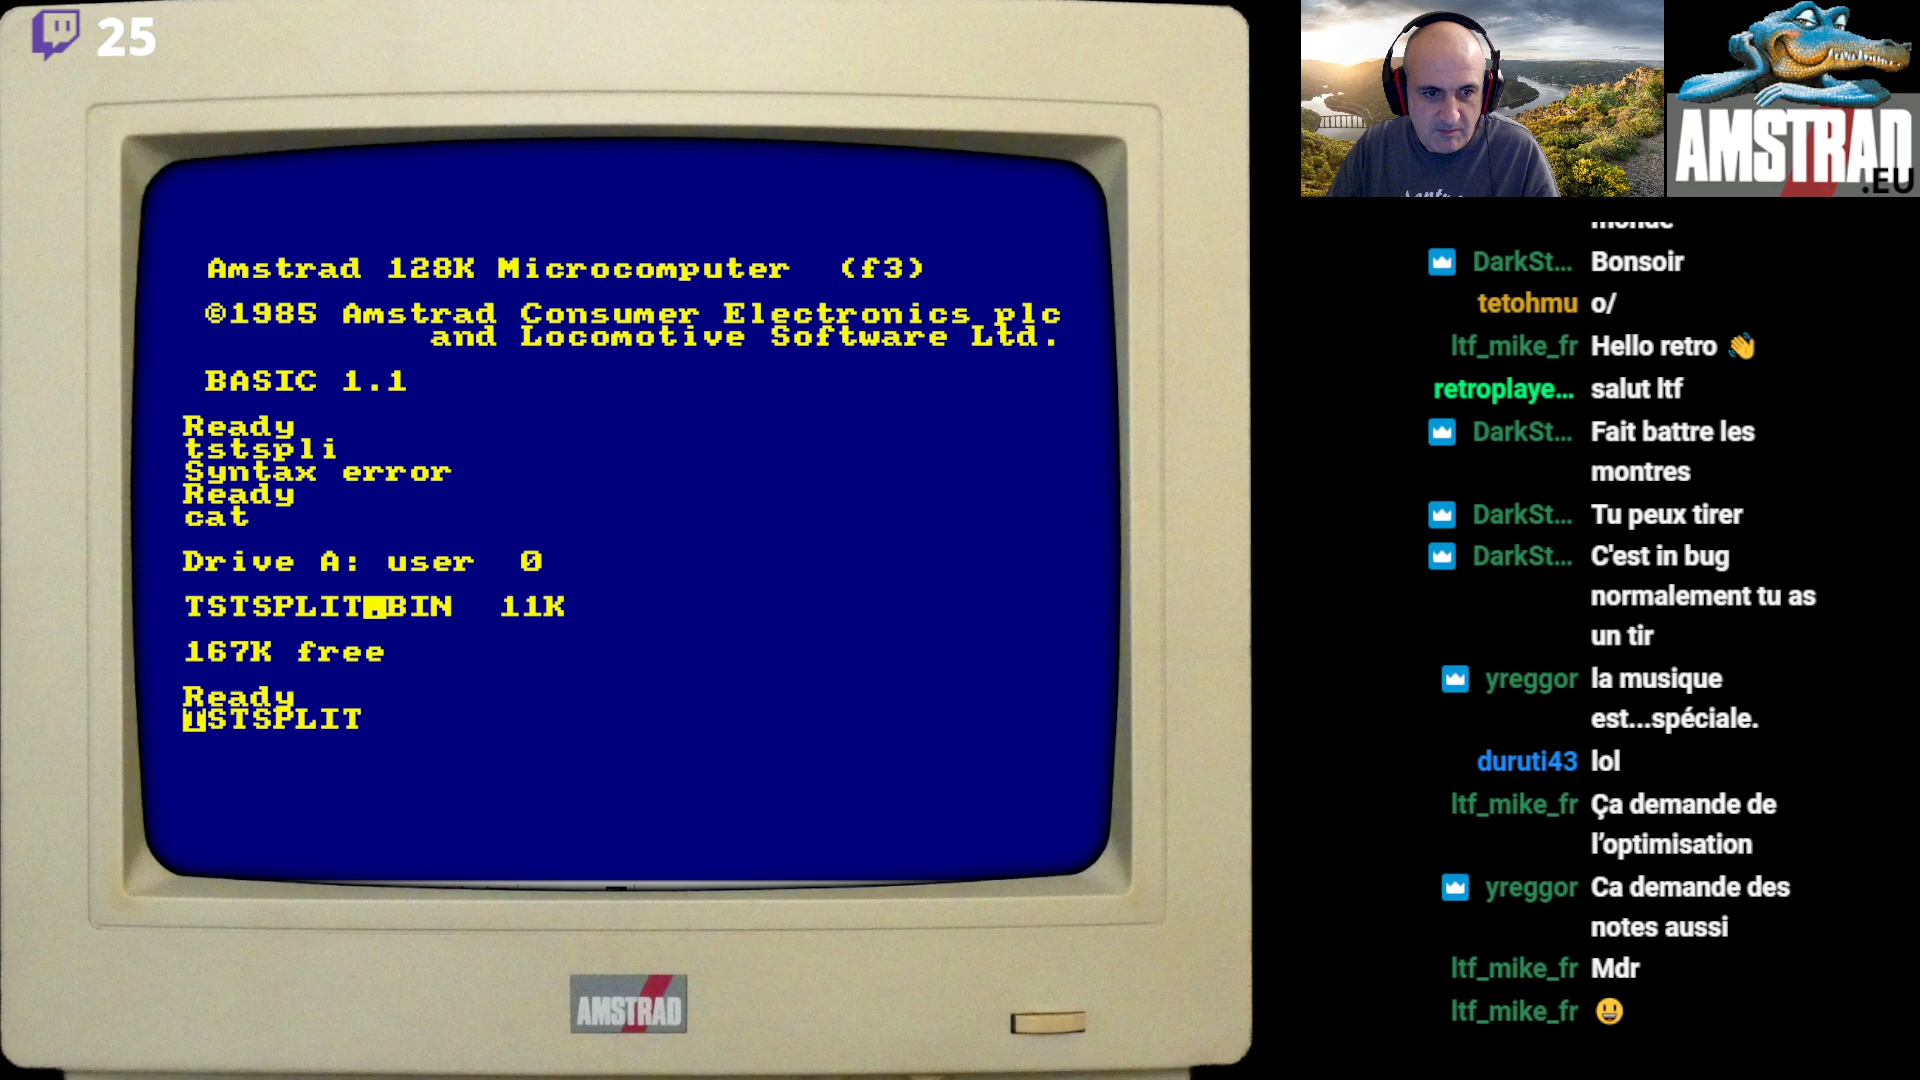 25
Amstrad 128K Microcomputer (f3)
©1985 Amstrad Consumer Electronics plc
and Locomotive Software Ltd.
BASIC 1.1
Ready
tstspli
Syntax error
Ready
cat
Drive A: user 0
TSTSPLIT.BIN 11K
167K free
Ready
TSTSPLIT
AMSTRAD
AMSTRAD
.EU
monde
DarkSt... Bonsoir
tetohmu o/
ltf_mike_fr Hello retro 👋
retroplaye... salut ltf
DarkSt... Fait battre les
montres
DarkSt... Tu peux tirer
DarkSt... C'est in bug
normalement tu as
un tir
yreggor la musique
est...spéciale.
duruti43 lol
ltf_mike_fr Ça demande de
l’optimisation
yreggor Ca demande des
notes aussi
ltf_mike_fr Mdr
ltf_mike_fr 😃